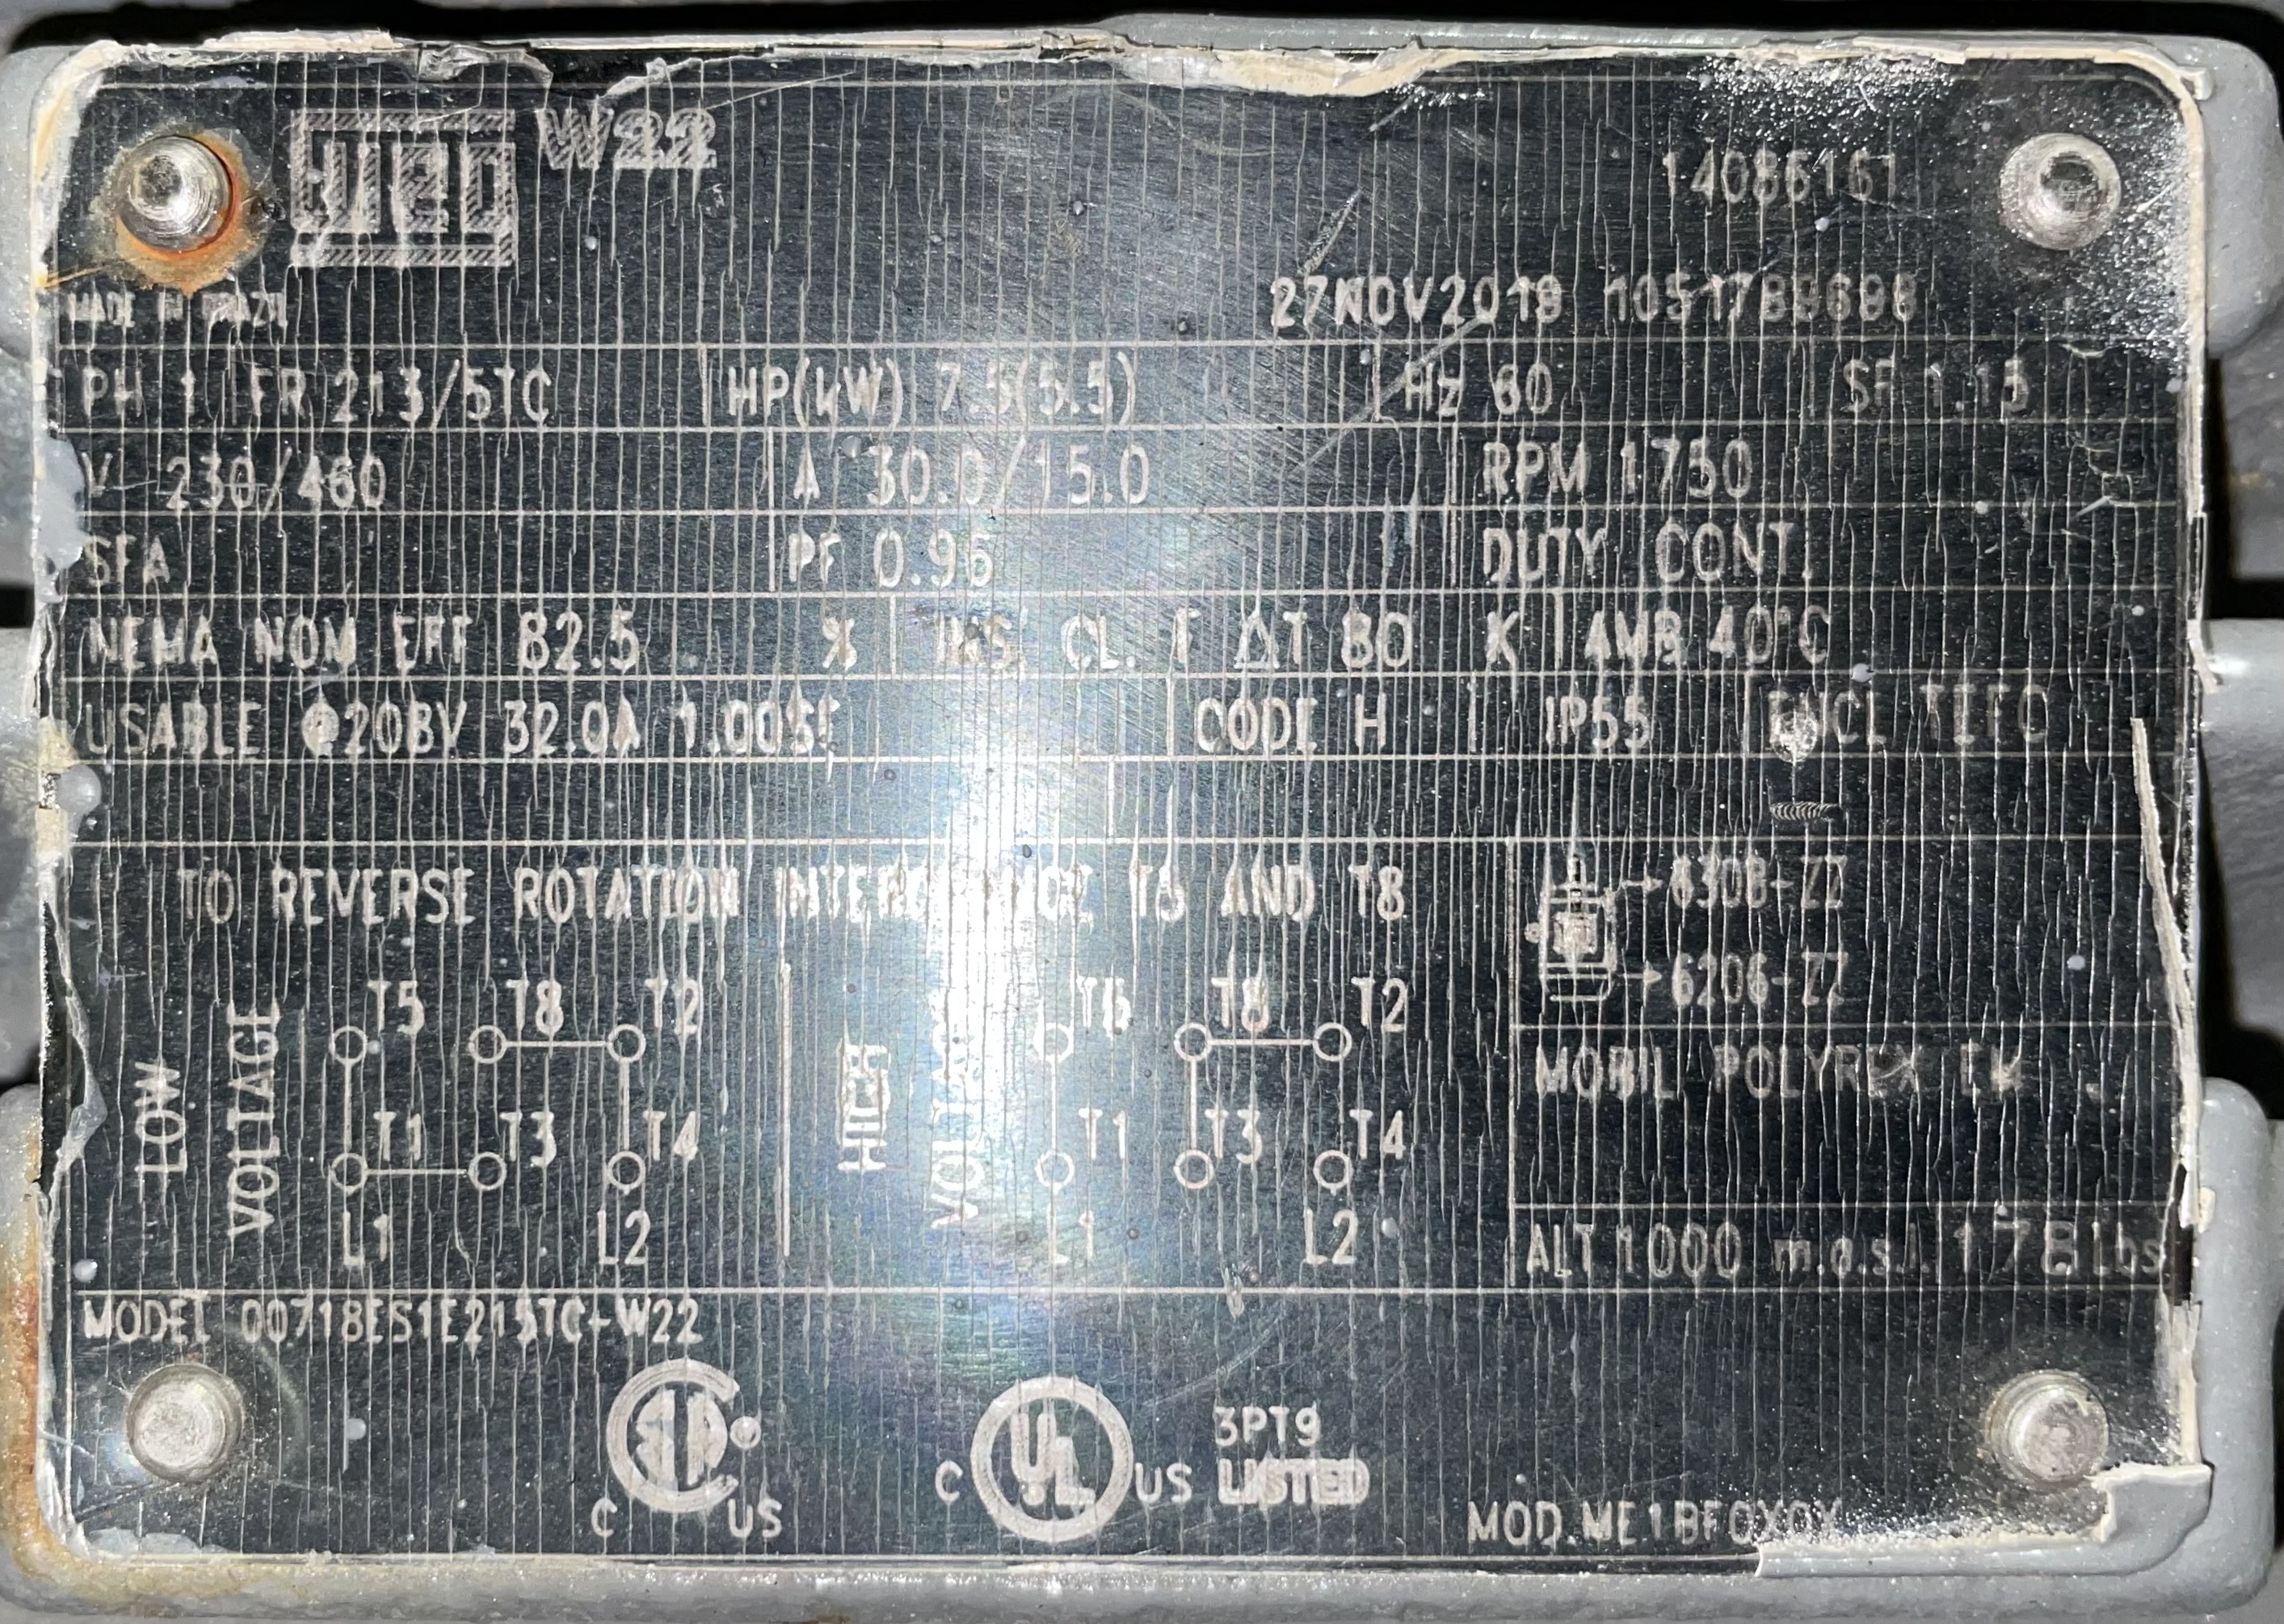 WEG W22
14086161
MADE IN BRAZIL
27NOV2019 1051788686
PH 1 FR 213/5TC HP(kW) 7.5(5.5) Hz 60 SF 1.15
V 230/460 A 30.0/15.0 RPM 1750
SFA PF 0.96 DUTY CONT.
NEMA NOM EFF 82.5 % INS. CL. F ΔT 80 K AMB 40°C
USABLE @208V 32.0A 1.00SF CODE H IP55 ENCL TEFC
TO REVERSE ROTATION INTERCHANGE T5 AND T8
LOW VOLTAGE
T5 T8 T2
T1 T3 T4
L1 L2
HIGH VOLTAGE
T5 T8 T2
T1 T3 T4
L1 L2
6308-ZZ
6206-ZZ
MOBIL POLYREX EM
ALT 1000 m.a.s.l. 178 Lbs
MODEL 00718ES1E215TC-W22
C US
C UL US 3PT9
LISTED
MOD.ME1BF0X0X